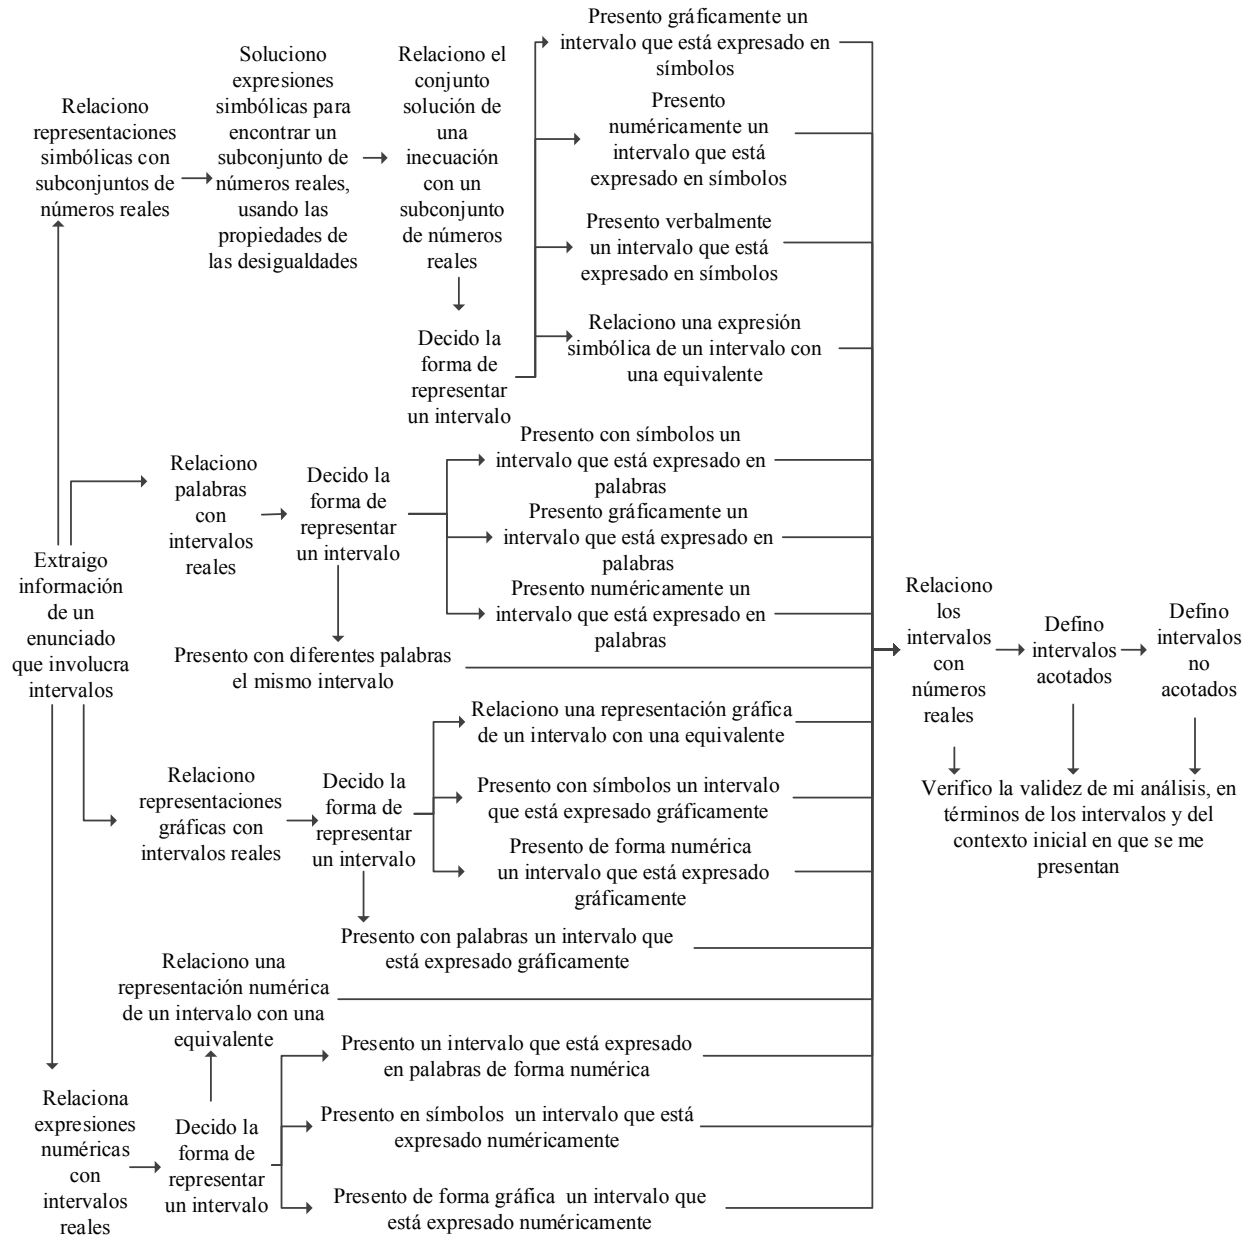 Presento gráficamente un
intervalo que está expresado en
símbolos
Relaciono
representaciones
simbólicas con
subconjuntos de
números reales
Soluciono
expresiones
simbólicas para
encontrar un
subconjunto de
números reales,
usando las
propiedades de
las desigualdades
Relaciono el
conjunto
solución de
una
inecuación
con un
subconjunto
de números
reales
Presento
numéricamente un
intervalo que está
expresado en símbolos
Presento verbalmente
un intervalo que está
expresado en símbolos
Decido la
forma de
representar
un intervalo
Relaciono una expresión
simbólica de un intervalo con
una equivalente
Relaciono
palabras
con
intervalos
reales
Decido la
forma de
representar
un intervalo
Presento con símbolos un
intervalo que está expresado en
palabras
Presento gráficamente un
intervalo que está expresado en
palabras
Presento numéricamente un
intervalo que está expresado en
palabras
Extraigo
información
de un
enunciado
que involucra
intervalos
Presento con diferentes palabras
el mismo intervalo
Relaciono
los
intervalos
con
números
reales
Defino
intervalos
acotados
Defino
intervalos
no
acotados
Verifico la validez de mi análisis, en
términos de los intervalos y del
contexto inicial en que se me
presentan
Relaciono
representaciones
gráficas con
intervalos reales
Decido la
forma de
representar
un intervalo
Relaciono una representación gráfica
de un intervalo con una equivalente
Presento con símbolos un intervalo
que está expresado gráficamente
Presento de forma numérica
un intervalo que está expresado
gráficamente
Presento con palabras un intervalo que
está expresado gráficamente
Relaciono una
representación numérica
de un intervalo con una
equivalente
Relaciona
expresiones
numéricas
con
intervalos
reales
Decido la
forma de
representar
un intervalo
Presento un intervalo que está expresado
en palabras de forma numérica
Presento en símbolos un intervalo que está
expresado numéricamente
Presento de forma gráfica un intervalo que
está expresado numéricamente